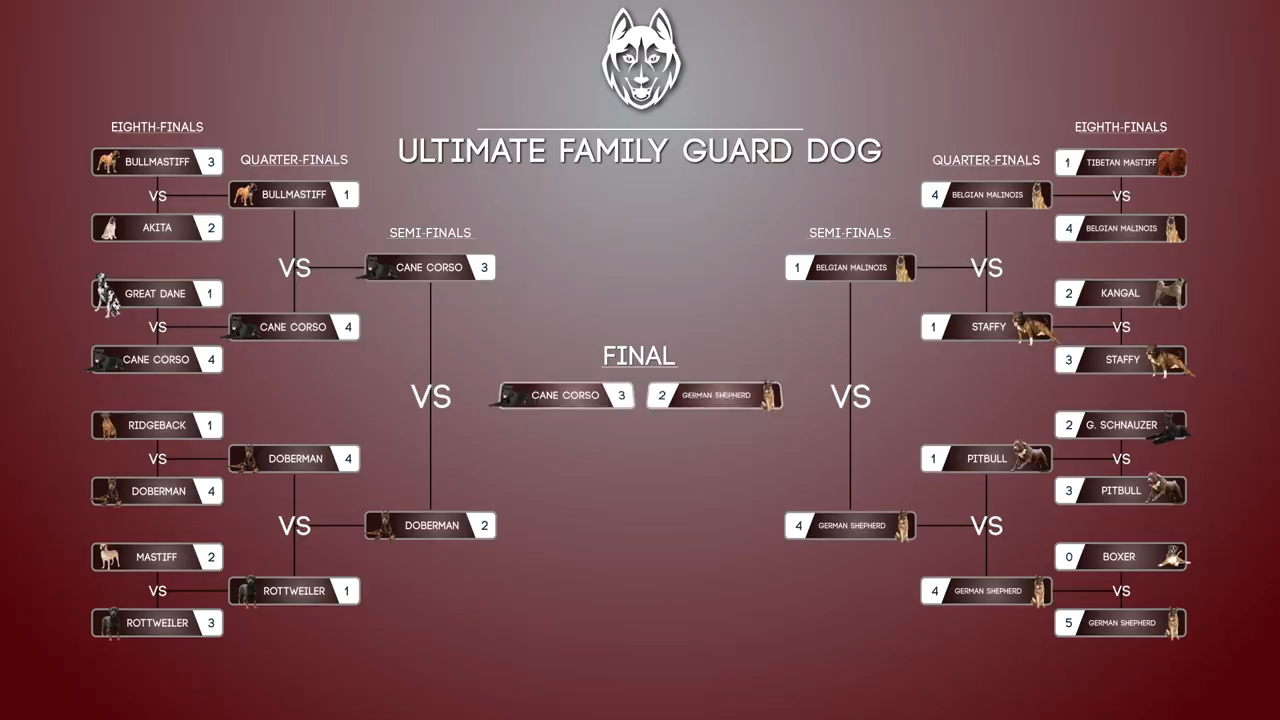 ULTIMATE FAMILY GUARD DOG
EIGHTH-FINALS
BULLMASTIFF 3
VS
AKITA 2
GREAT DANE 1
VS
CANE CORSO 4
RIDGEBACK 1
VS
DOBERMAN 4
MASTIFF 2
VS
ROTTWEILER 3
QUARTER-FINALS
BULLMASTIFF 1
VS
CANE CORSO 4
DOBERMAN 4
VS
ROTTWEILER 1
SEMI-FINALS
CANE CORSO 3
VS
DOBERMAN 2
FINAL
CANE CORSO 3
2 GERMAN SHEPHERD
SEMI-FINALS
1 BELGIAN MALINOIS
VS
4 GERMAN SHEPHERD
QUARTER-FINALS
4 BELGIAN MALINOIS
VS
1 STAFFY
1 PITBULL
VS
4 GERMAN SHEPHERD
EIGHTH-FINALS
1 TIBETAN MASTIFF
VS
4 BELGIAN MALINOIS
2 KANGAL
VS
3 STAFFY
2 G. SCHNAUZER
VS
3 PITBULL
0 BOXER
VS
5 GERMAN SHEPHERD